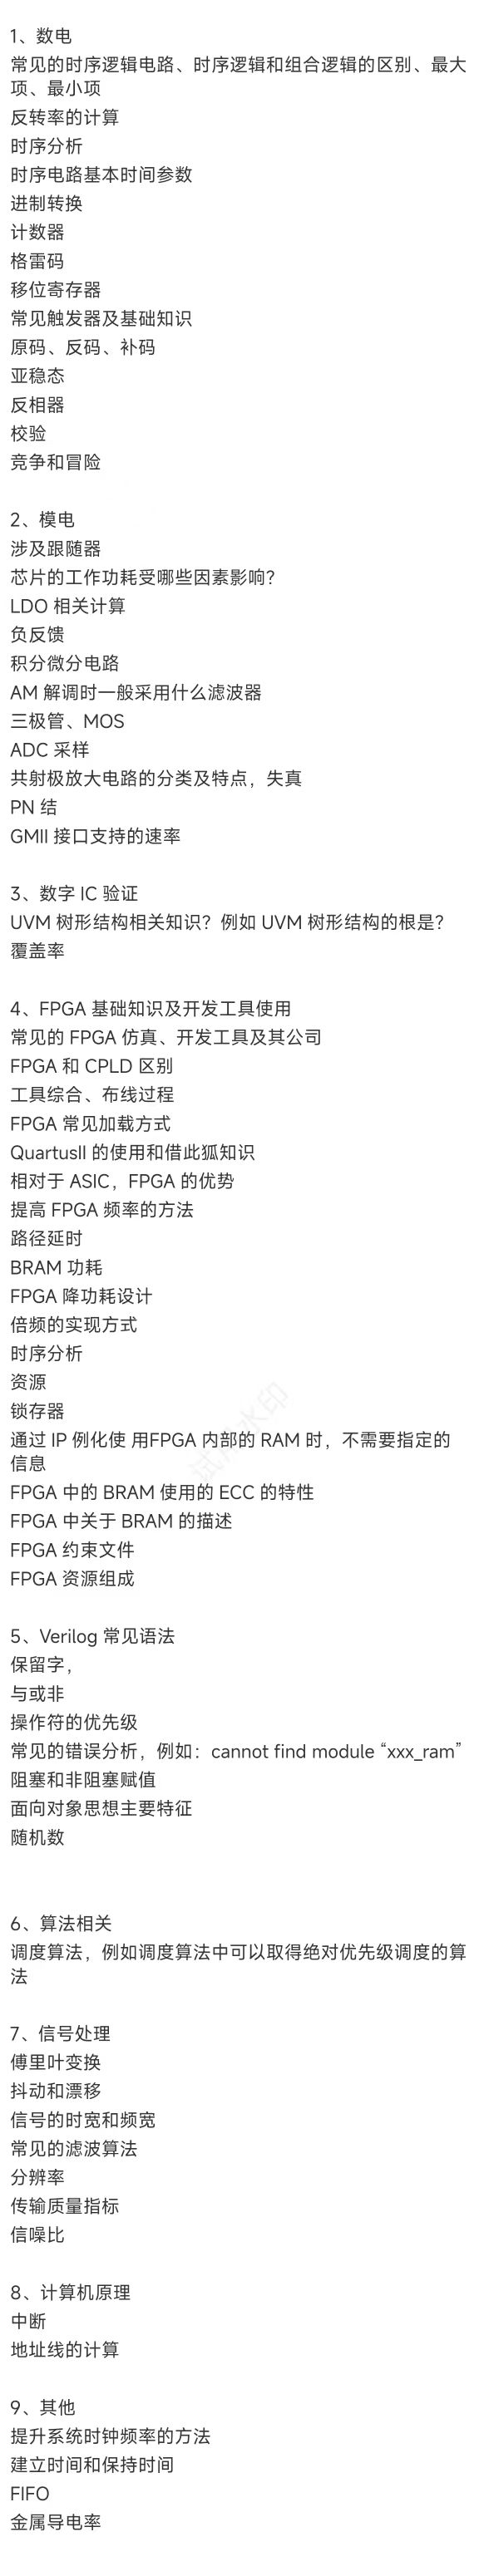 1、数电
常见的时序逻辑电路、时序逻辑和组合逻辑的区别、最大
项、最小项
反转率的计算
时序分析
时序电路基本时间参数
进制转换
计数器
格雷码
移位寄存器
常见触发器及基础知识
原码、反码、补码
亚稳态
反相器
校验
竞争和冒险
2、模电
涉及跟随器
芯片的工作功耗受哪些因素影响？
LDO 相关计算
负反馈
积分微分电路
AM 解调时一般采用什么滤波器
三极管、MOS
ADC 采样
共射极放大电路的分类及特点，失真
PN 结
GMII 接口支持的速率
3、数字 IC 验证
UVM 树形结构相关知识？例如 UVM 树形结构的根是？
覆盖率
4、FPGA 基础知识及开发工具使用
常见的 FPGA 仿真、开发工具及其公司
FPGA 和 CPLD 区别
工具综合、布线过程
FPGA 常见加载方式
QuartusII 的使用和借此狐知识
相对于 ASIC，FPGA 的优势
提高 FPGA 频率的方法
路径延时
BRAM 功耗
FPGA 降功耗设计
倍频的实现方式
时序分析
资源
锁存器
通过 IP 例化使 用FPGA 内部的 RAM 时，不需要指定的
信息
FPGA 中的 BRAM 使用的 ECC 的特性
FPGA 中关于 BRAM 的描述
FPGA 约束文件
FPGA 资源组成
试用水印
5、Verilog 常见语法
保留字，
与或非
操作符的优先级
常见的错误分析，例如：cannot find module “xxx_ram”
阻塞和非阻塞赋值
面向对象思想主要特征
随机数
6、算法相关
调度算法，例如调度算法中可以取得绝对优先级调度的算
法
7、信号处理
傅里叶变换
抖动和漂移
信号的时宽和频宽
常见的滤波算法
分辨率
传输质量指标
信噪比
8、计算机原理
中断
地址线的计算
9、其他
提升系统时钟频率的方法
建立时间和保持时间
FIFO
金属导电率